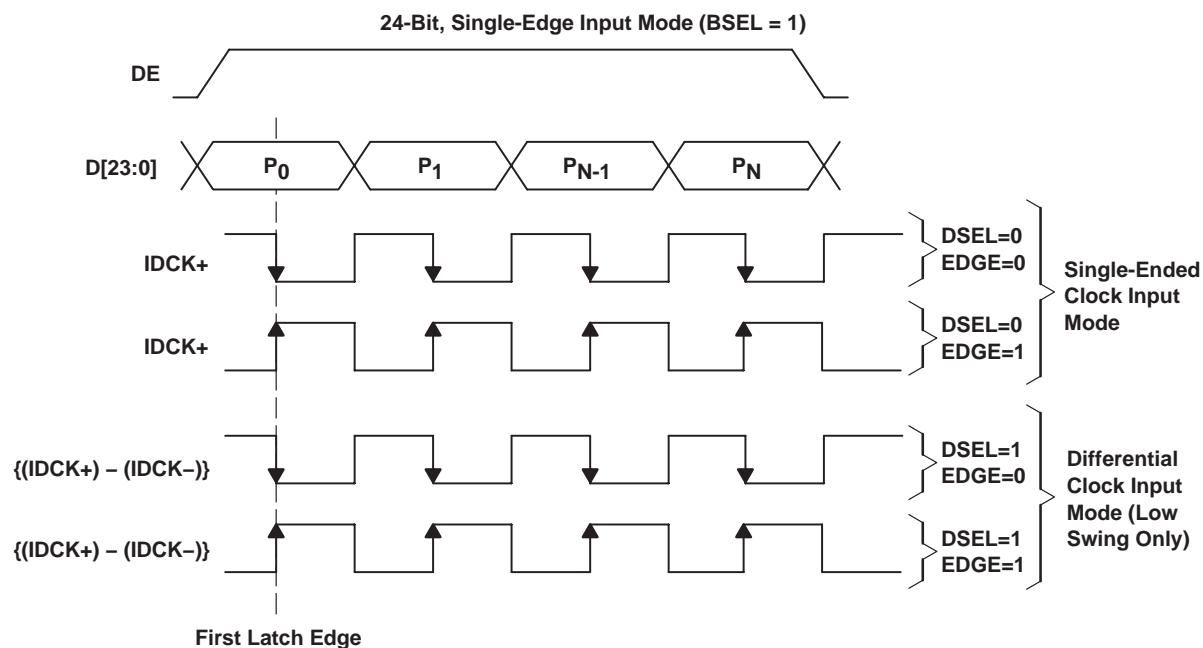 24-Bit, Single-Edge Input Mode (BSEL = 1)
DE
D[23:0]
P0
P1
PN-1
PN
IDCK+
DSEL=0
EDGE=0
IDCK+
DSEL=0
EDGE=1
Single-Ended
Clock Input
Mode
{(IDCK+) – (IDCK–)}
DSEL=1
EDGE=0
{(IDCK+) – (IDCK–)}
DSEL=1
EDGE=1
Differential
Clock Input
Mode (Low
Swing Only)
First Latch Edge